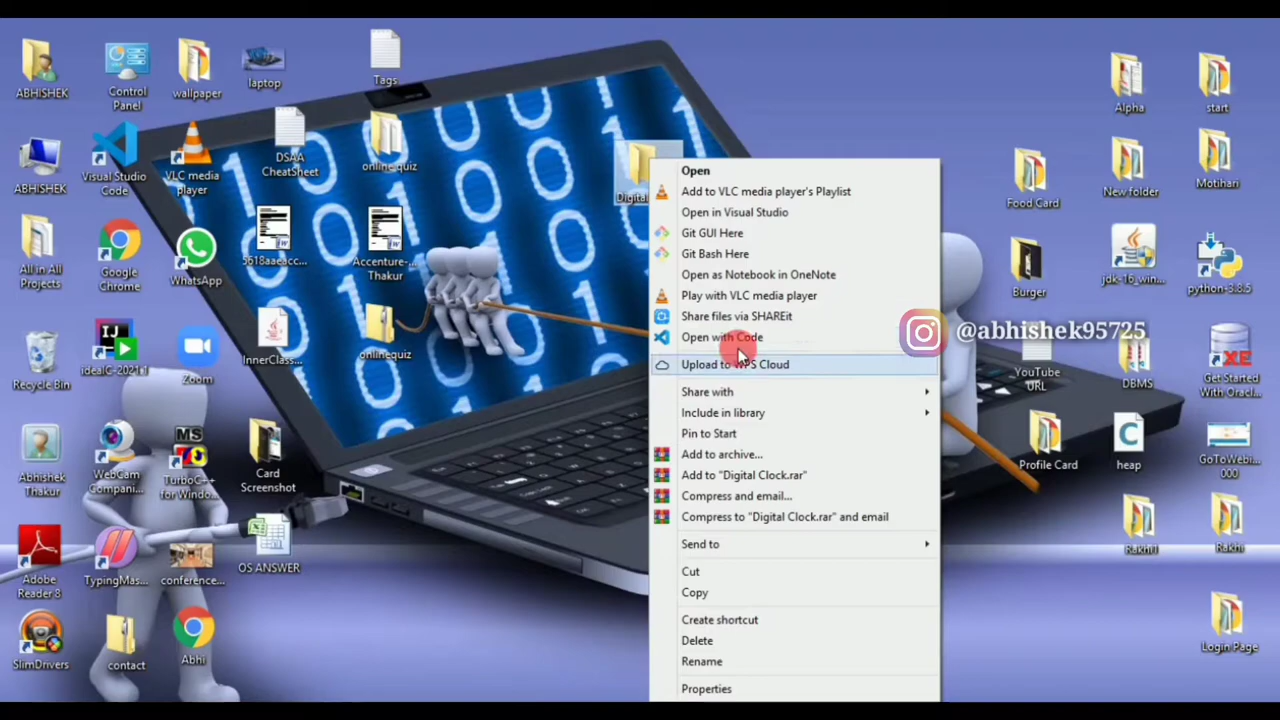 ABHISHEK
Control
Panel
wallpaper
laptop
Tags
ABHISHEK
Visual Studio
Code
VLC media
player
DSAA
CheatSheet
online quiz
All in All
Projects
Google
Chrome
WhatsApp
5618aaeacc...
Accenture-...
Thakur
Recycle Bin
IJ
ideaIC-2021.1
Zoom
InnerClass...
onlinequiz
Abhishek
Thakur
WebCam
Compani...
MS
TurboC++
for Windo...
Card
Screenshot
Adobe
Reader 8
TypingMas...
conference...
OS ANSWER
SlimDrivers
contact
Abhi
Digital
Open
Add to VLC media player's Playlist
Open in Visual Studio
Git GUI Here
Git Bash Here
Open as Notebook in OneNote
Play with VLC media player
Share files via SHAREit
Open with Code
Upload to WPS Cloud
Share with
Include in library
Pin to Start
Add to archive...
Add to "Digital Clock.rar"
Compress and email...
Compress to "Digital Clock.rar" and email
Send to
Cut
Copy
Create shortcut
Delete
Rename
Properties
@abhishek95725
Alpha
start
Food Card
New folder
Motihari
Burger
jdk-16_win...
python-3.8.5
YouTube
URL
DBMS
XE
Get Started
With Oracl...
Profile Card
C
heap
GoToWebi...
000
Rakhi
Login Page